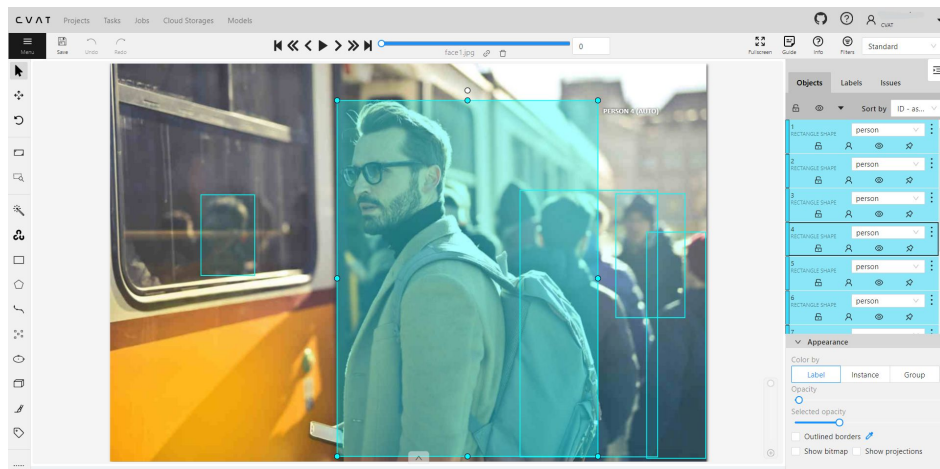 CVAT Projects Tasks Jobs Cloud Storages Models
CVAT
Menu Save Undo Redo
face1.jpg
0
Fullscreen Guide Info Filters Standard
PERSON 4 (AUTO)
Objects Labels Issues
Sort by ID - as...
1
RECTANGLE SHAPE person
2
RECTANGLE SHAPE person
3
RECTANGLE SHAPE person
4
RECTANGLE SHAPE person
5
RECTANGLE SHAPE person
6
RECTANGLE SHAPE person
Appearance
Color by
Label Instance Group
Opacity
Selected opacity
Outlined borders
Show bitmap Show projections